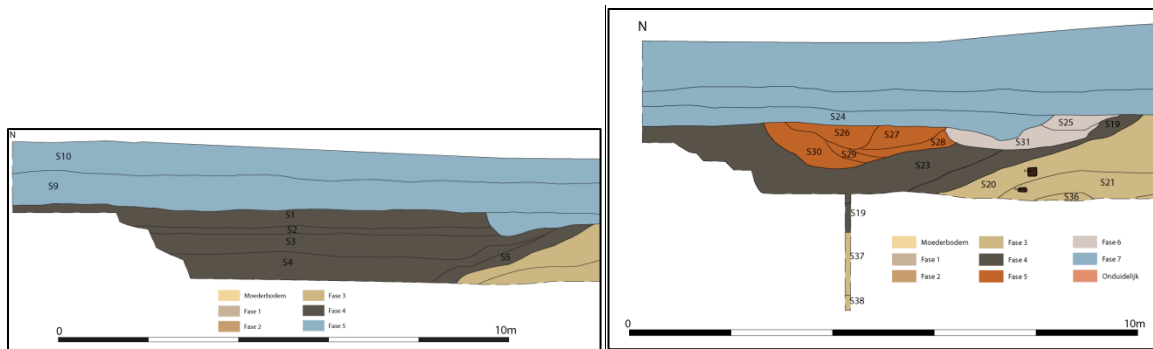 N
S10
S9
S1
S2
S3
S4
S5
Moederbodem
Fase 1
Fase 2
Fase 3
Fase 4
Fase 5
0 10m
N
S24
S25
S26
S27
S19
S30
S29
S28
S31
S23
S20
S21
S36
S19
S37
S38
Moederbodem
Fase 1
Fase 2
Fase 3
Fase 4
Fase 5
Fase 6
Fase 7
Onduidelijk
0 10m